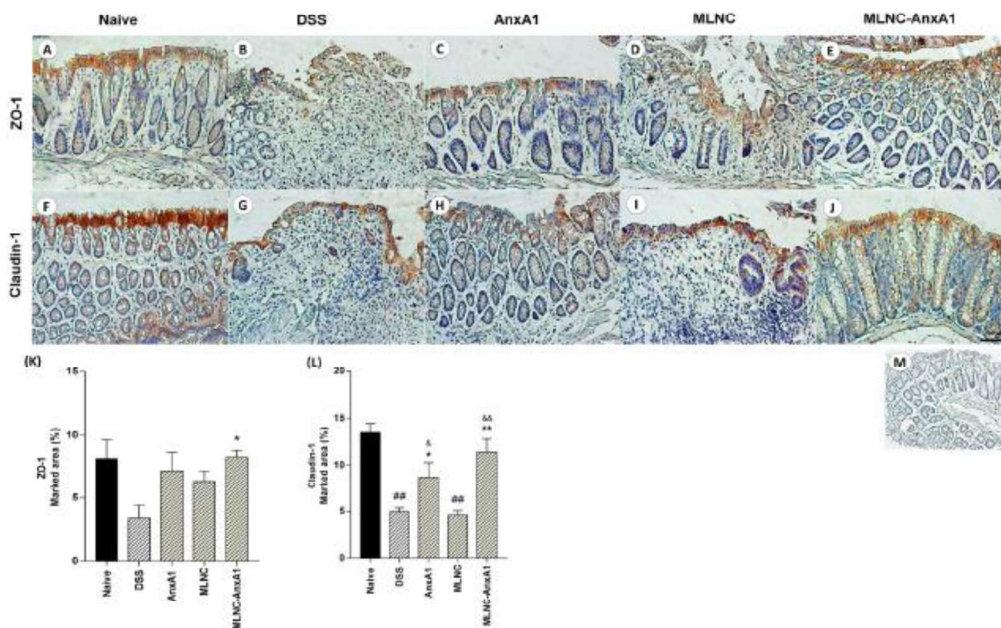 Naive DSS AnxA1 MLNC MLNC-AnxA1
ZO-1
A B C D E
Claudin-1
F G H I J
(K)
ZO-1
Marked area (%)
15
10
5
0
*
Naive DSS AnxA1 MLNC MLNC-AnxA1
(L)
Claudin-1
Marked area (%)
20
15
10
5
0
##
&
*
##
&&
**
Naive DSS AnxA1 MLNC MLNC-AnxA1
M